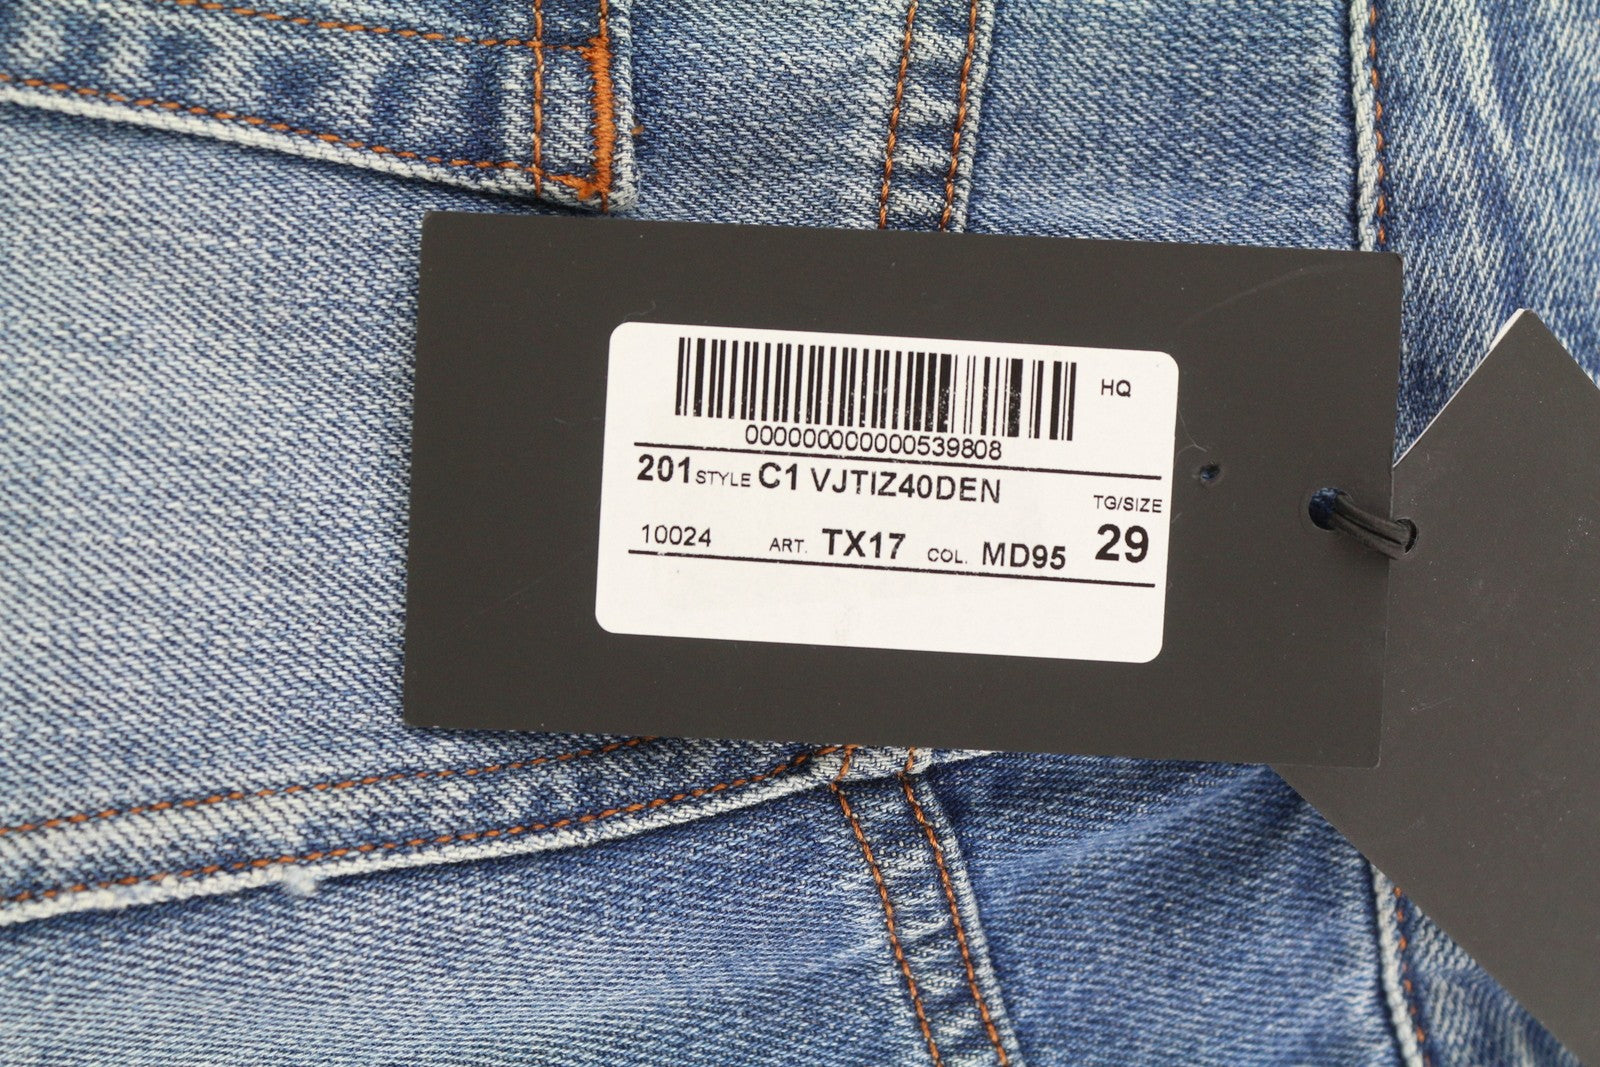 HQ
000000000000539808
201 STYLE C1 VJTIZ40DEN
TG/SIZE
10024 ART. TX17 COL. MD95 29